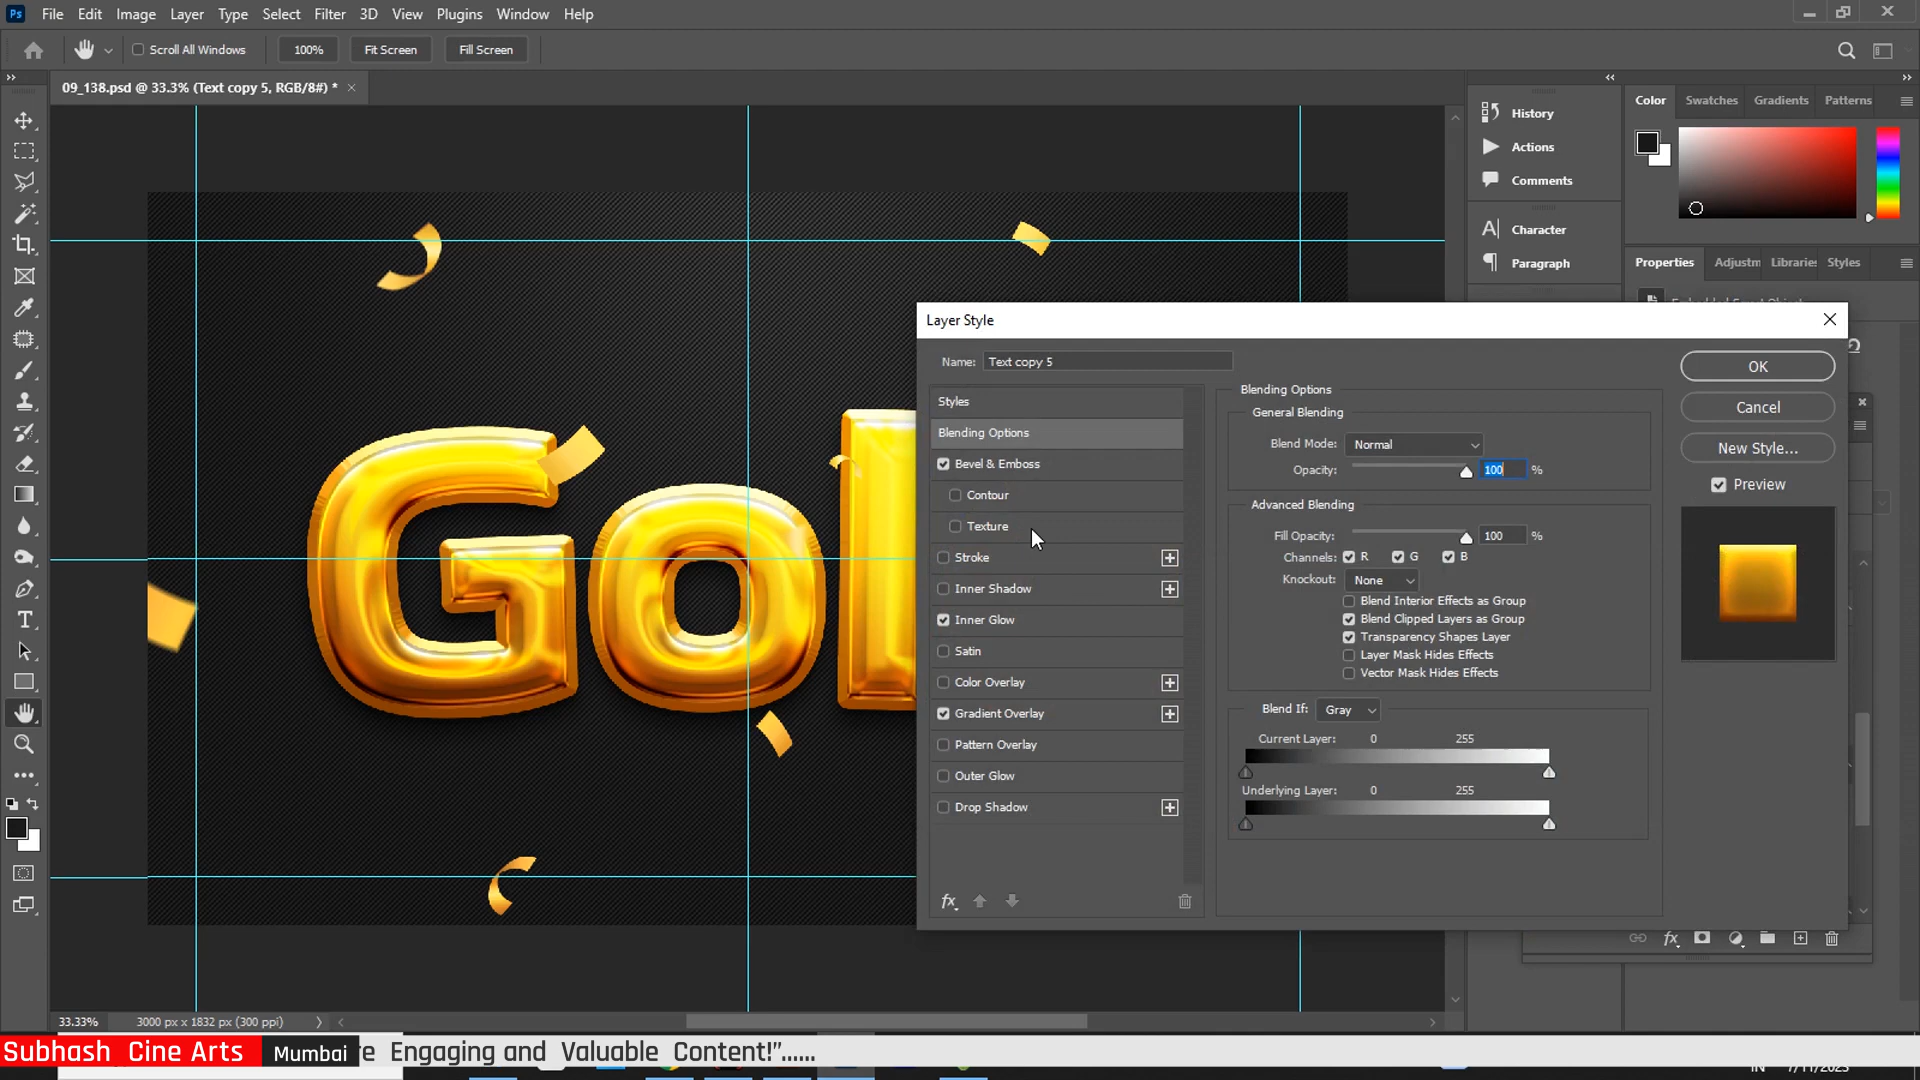 Ps File Edit Image Layer Type Select Filter 3D View Plugins Window Help
Scroll All Windows 100% Fit Screen Fill Screen
09_138.psd @ 33.3% (Text copy 5, RGB/8#) *
Color Swatches Gradients Patterns
History
Actions
Comments
Character
Paragraph
Properties Adjustm Libraries Styles
Gol
Layer Style
Name: Text copy 5
Styles
Blending Options
Bevel & Emboss
Contour
Texture
Stroke
Inner Shadow
Inner Glow
Satin
Color Overlay
Gradient Overlay
Pattern Overlay
Outer Glow
Drop Shadow
fx
Blending Options
General Blending
Blend Mode: Normal
Opacity: 100 %
Advanced Blending
Fill Opacity: 100 %
Channels: R G B
Knockout: None
Blend Interior Effects as Group
Blend Clipped Layers as Group
Transparency Shapes Layer
Layer Mask Hides Effects
Vector Mask Hides Effects
Blend If: Gray
Current Layer: 0 255
Underlying Layer: 0 255
OK
Cancel
New Style...
Preview
fx
33.33% 3000 px x 1832 px (300 ppi)
Subhash Cine Arts Mumbai re Engaging and Valuable Content!”......
IN 7/11/2023